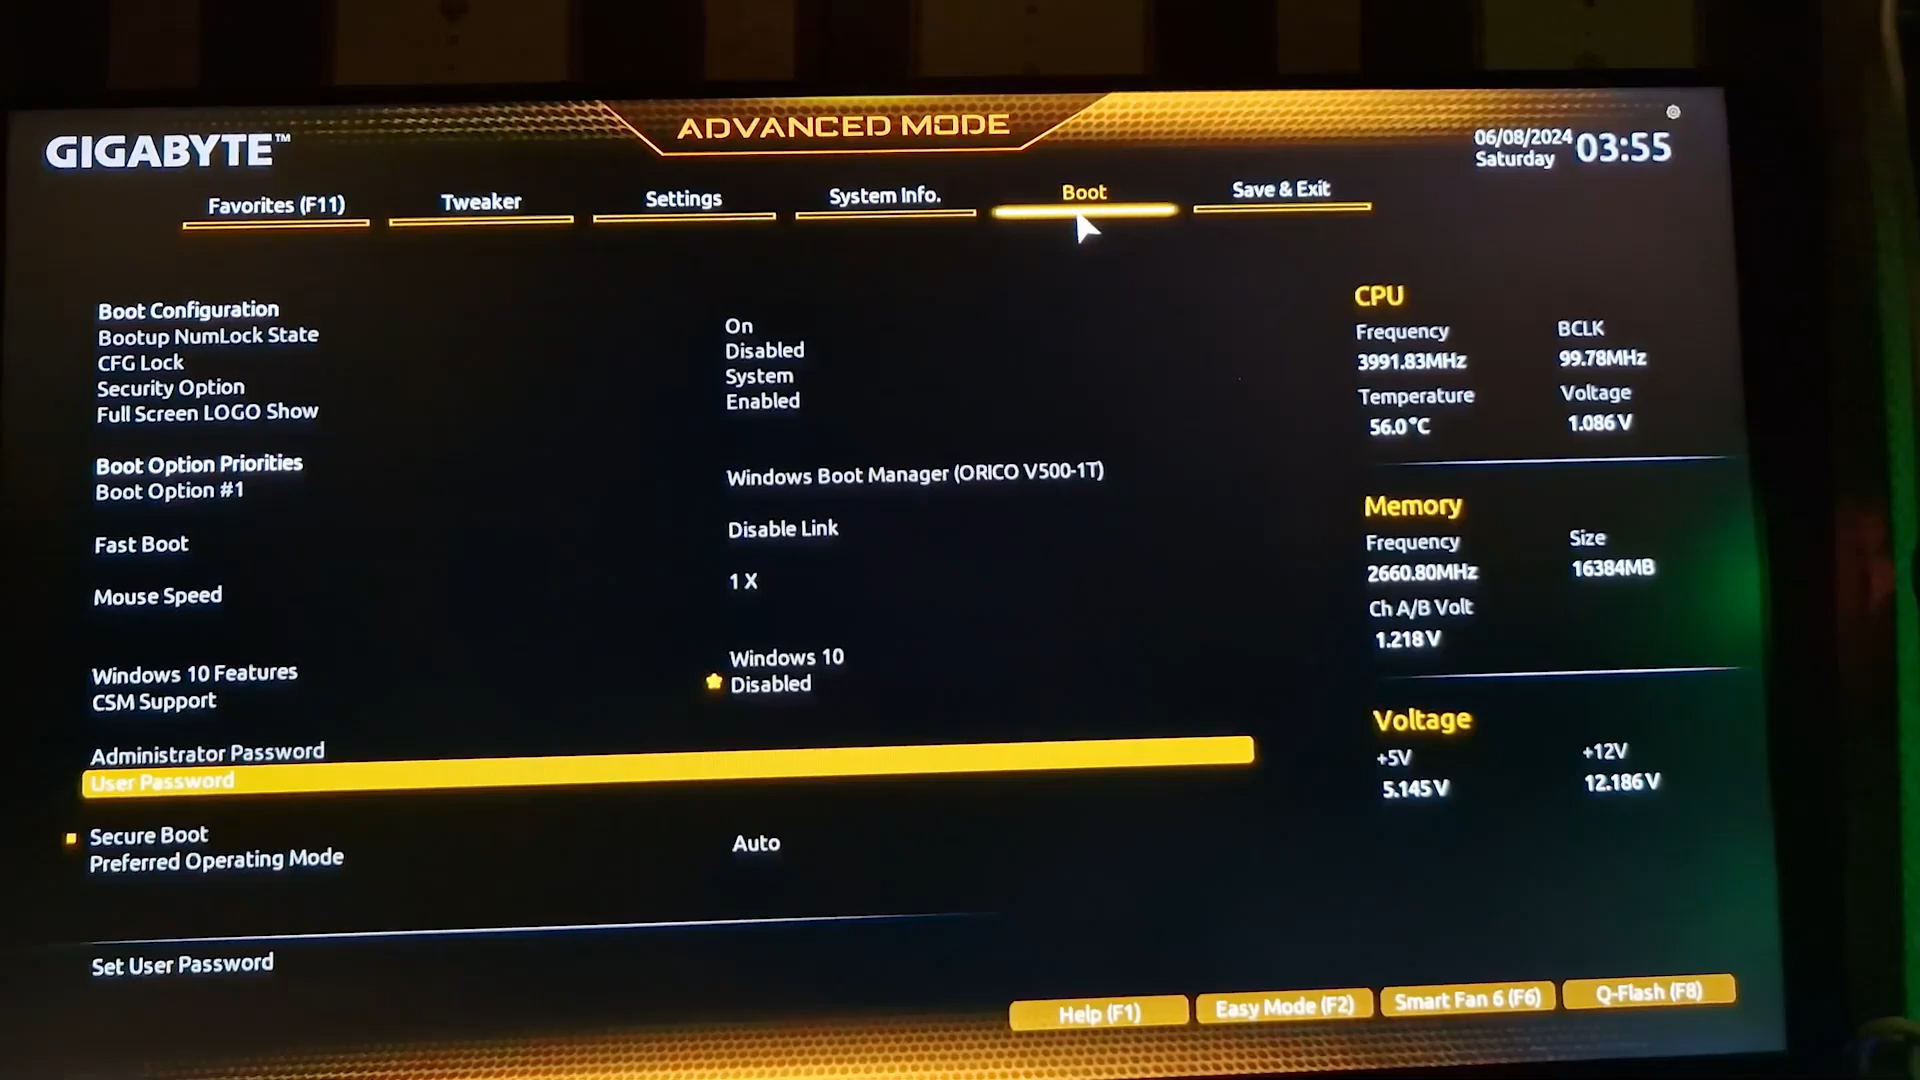 GIGABYTE™
ADVANCED MODE
06/08/2024
Saturday
03:55
Favorites (F11)
Tweaker
Settings
System Info.
Boot
Save & Exit
Boot Configuration
Bootup NumLock State On
CFG Lock Disabled
Security Option System
Full Screen LOGO Show Enabled
Boot Option Priorities
Boot Option #1 Windows Boot Manager (ORICO V500-1T)
Fast Boot Disable Link
Mouse Speed 1 X
Windows 10 Features Windows 10
CSM Support Disabled
Administrator Password
User Password
Secure Boot
Preferred Operating Mode Auto
Set User Password
CPU
Frequency BCLK
3991.83MHz 99.78MHz
Temperature Voltage
56.0 °C 1.086 V
Memory
Frequency Size
2660.80MHz 16384MB
Ch A/B Volt
1.218 V
Voltage
+5V +12V
5.145 V 12.186 V
Help (F1)
Easy Mode (F2)
Smart Fan 6 (F6)
Q-Flash (F8)